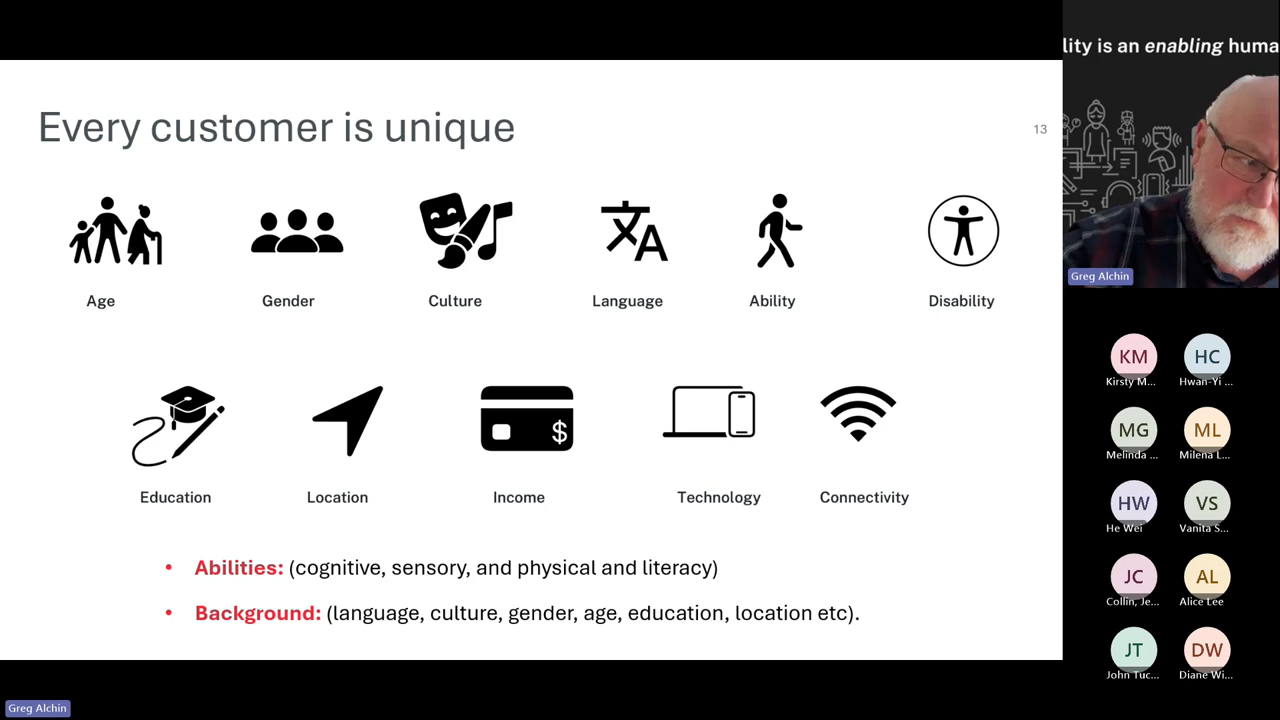 Every customer is unique
13
Age
Gender
Culture
Language
Ability
Disability
$
Education
Location
Income
Technology
Connectivity
• Abilities: (cognitive, sensory, and physical and literacy)
• Background: (language, culture, gender, age, education, location etc).
lity is an enabling huma
Greg Alchin
KM
HC
Kirsty M...
Hwan-Yi ...
MG
ML
Melinda ...
Milena L...
HW
VS
He Wei
Vanita S...
JC
AL
Collin, Je...
Alice Lee
JT
DW
John Tuc...
Diane Wi...
Greg Alchin